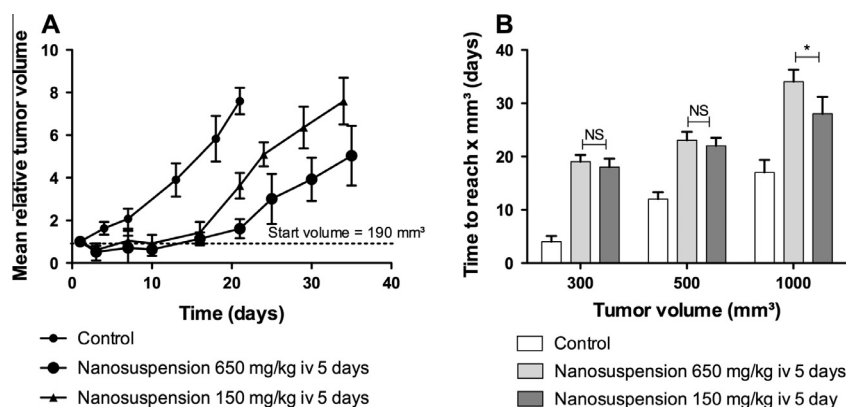 A
Mean relative tumor volume
10
8
6
4
2
0
0
10
20
30
40
Start volume = 190 mm³
Time (days)
Control
Nanosuspension 650 mg/kg iv 5 days
Nanosuspension 150 mg/kg iv 5 days
B
Time to reach x mm³ (days)
40
30
20
10
0
NS
NS
*
300
500
1000
Tumor volume (mm³)
Control
Nanosuspension 650 mg/kg iv 5 days
Nanosuspension 150 mg/kg iv 5 day